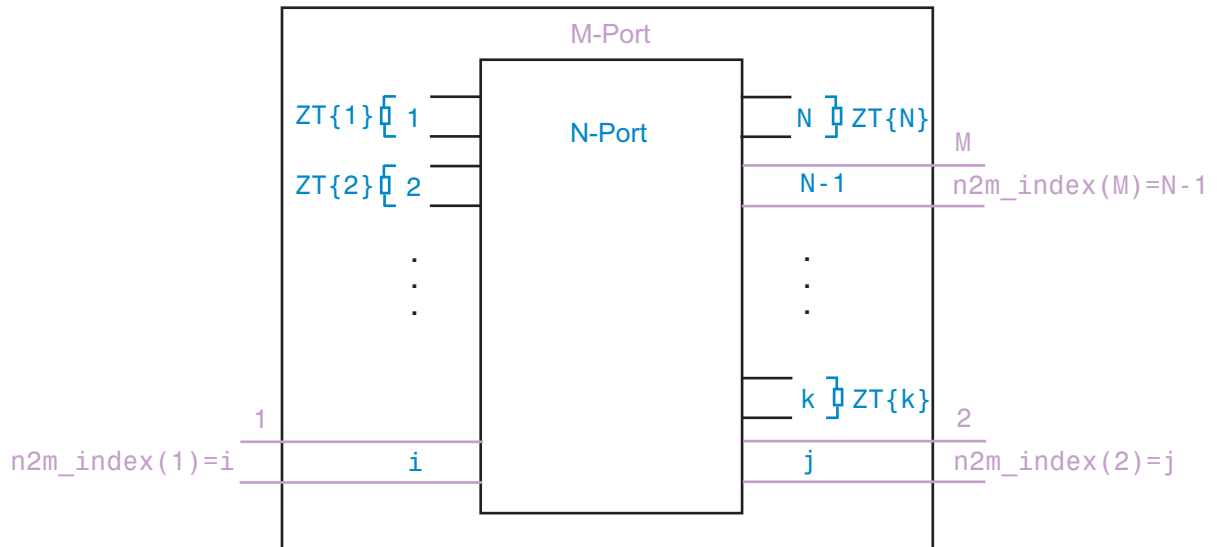 M-Port
N-Port
ZT{1} 1
N ZT{N}
M
ZT{2} 2
N-1
n2m_index(M)=N-1
.
.
.
.
.
.
k ZT{k}
1
2
n2m_index(1)=i
i
j
n2m_index(2)=j